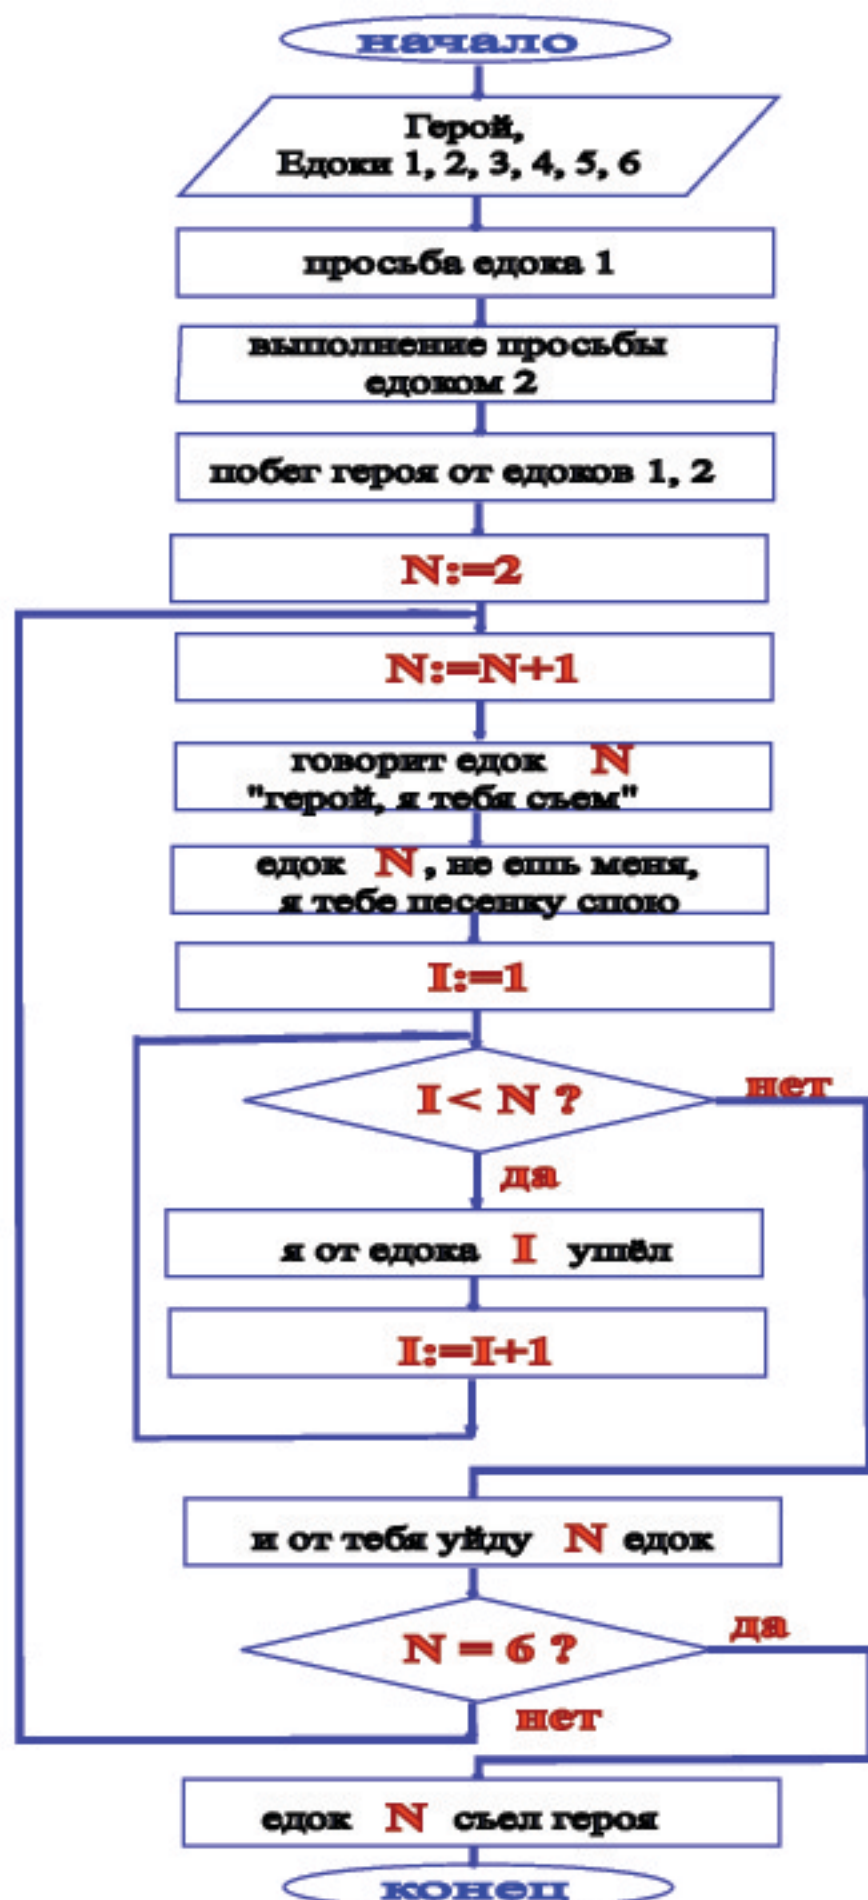 начало
Герой,
Едоки 1, 2, 3, 4, 5, 6
просьба едока 1
выполнение просьбы
едоком 2
побег героя от едоков 1, 2
N:=2
N:=N+1
говорит едок N
"герой, я тебя съем"
едок N, не ешь меня,
я тебе песенку спою
I:=1
I < N ?
нет
да
я от едока I ушёл
I:=I+1
и от тебя уйду N едок
N = 6 ?
да
нет
едок N съел героя
конец